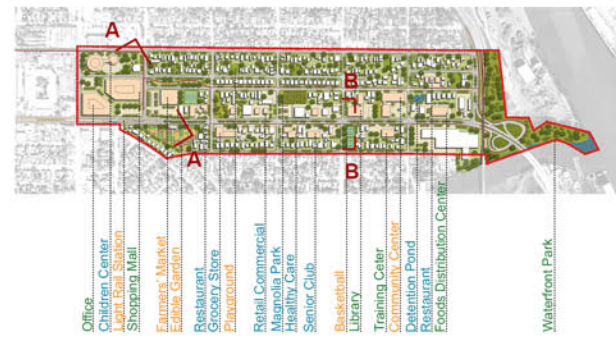 A
B
A
B
Office
Children Center
Light Rail Station
Shopping Mall
Farmers' Market
Edible Garden
Restaurant
Grocery Store
Playground
Retail Commercial
Magnolia Park
Healthy Care
Senior Club
Basketball
Library
Training Ceter
Community Center
Detention Pond
Restaurant
Foods Distribution Center
Waterfront Park